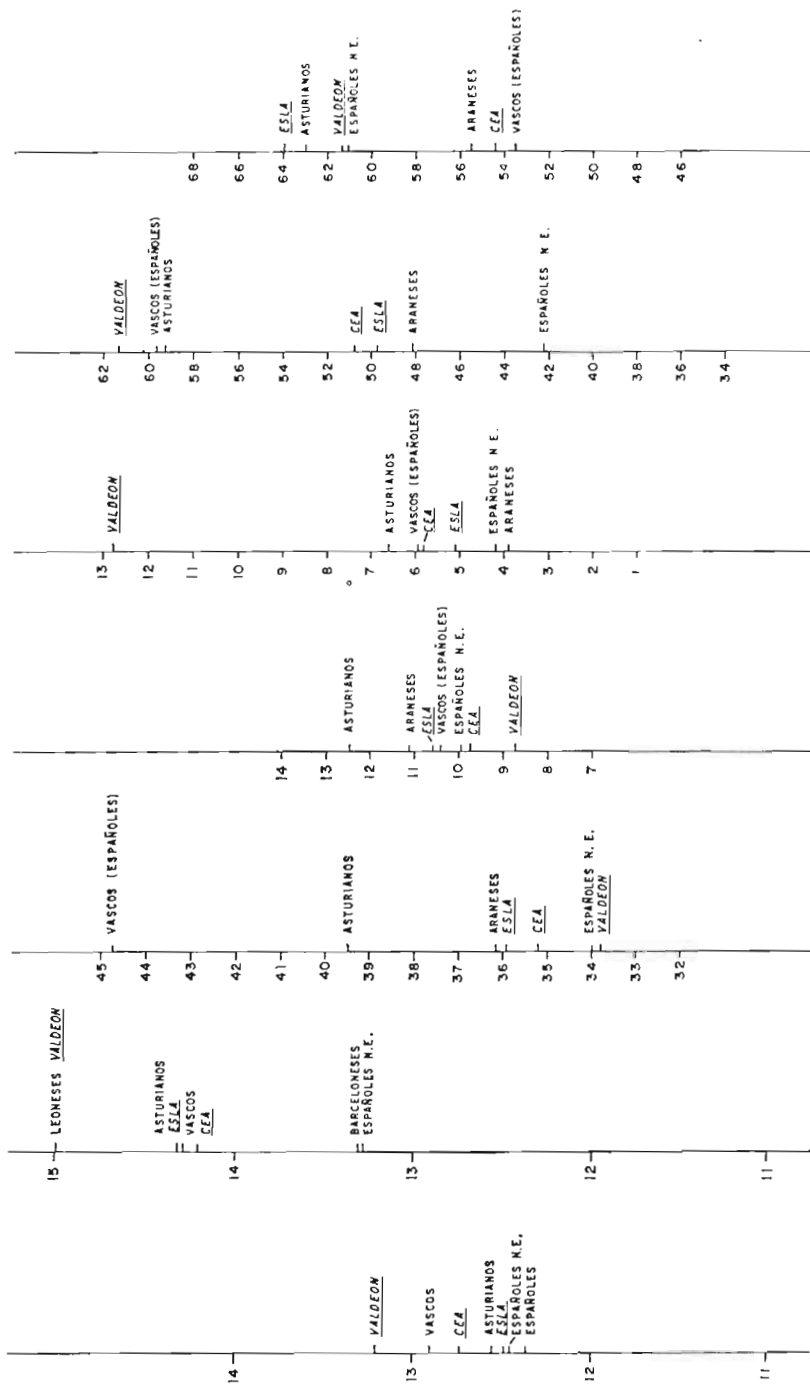 14
VALDEON
13
VASCOS
CEA
ASTURIANOS
ESLA
ESPAÑOLES N.E.
ESPAÑOLES
12
11
15
LEONESES VALDEON
ASTURIANOS
ESLA
VASCOS
CEA
14
BARCELONESES
ESPAÑOLES N.E.
13
12
11
VASCOS (ESPAÑOLES)
45
44
43
42
41
40
ASTURIANOS
39
38
37
ARANESES
36
ESLA
CEA
35
ESPAÑOLES N.E.
34
VALDEON
33
32
14
13
ASTURIANOS
12
ARANESES
11
ESLA
VASCOS (ESPAÑOLES)
ESPAÑOLES N.E.
10
CEA
9
VALDEON
8
7
13
VALDEON
12
11
10
9
8
7
ASTURIANOS
6
VASCOS (ESPAÑOLES)
CEA
ESLA
5
ESPAÑOLES N E.
4
ARANESES
3
2
1
62
VALDEON
60
VASCOS (ESPAÑOLES)
ASTURIANOS
58
56
54
52
CEA
50
ESLA
48
ARANESES
46
44
42
ESPAÑOLES N E.
40
38
36
34
68
66
64
ESLA
ASTURIANOS
62
VALDEON
ESPAÑOLES N E.
60
58
56
ARANESES
54
CEA
VASCOS (ESPAÑOLES)
52
50
48
46